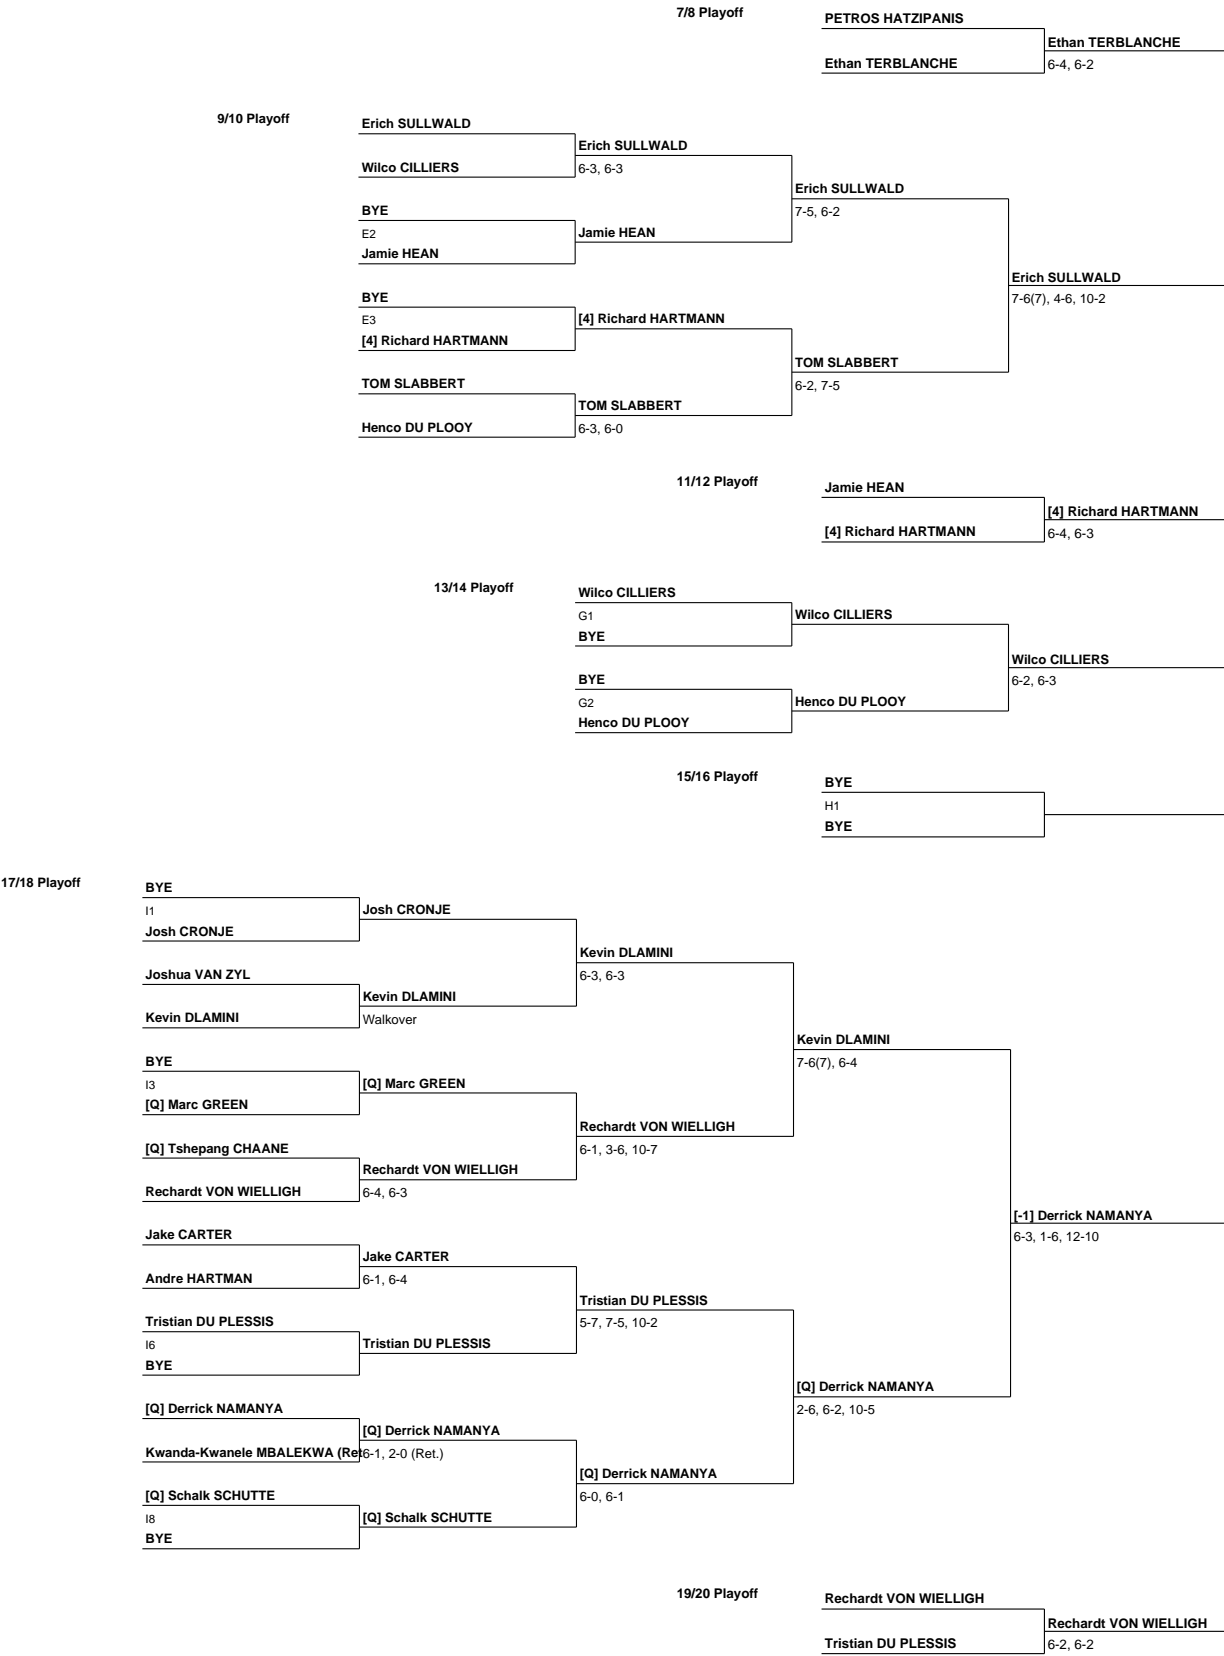 7/8 Playoff
PETROS HATZIPANIS
Ethan TERBLANCHE
Ethan TERBLANCHE
6-4, 6-2
9/10 Playoff
Erich SULLWALD
Erich SULLWALD
Wilco CILLIERS
6-3, 6-3
Erich SULLWALD
BYE
7-5, 6-2
E2
Jamie HEAN
Jamie HEAN
Erich SULLWALD
BYE
7-6(7), 4-6, 10-2
E3
[4] Richard HARTMANN
[4] Richard HARTMANN
TOM SLABBERT
TOM SLABBERT
6-2, 7-5
TOM SLABBERT
Henco DU PLOOY
6-3, 6-0
11/12 Playoff
Jamie HEAN
[4] Richard HARTMANN
[4] Richard HARTMANN
6-4, 6-3
13/14 Playoff
Wilco CILLIERS
G1
Wilco CILLIERS
BYE
Wilco CILLIERS
BYE
6-2, 6-3
G2
Henco DU PLOOY
Henco DU PLOOY
15/16 Playoff
BYE
H1
BYE
17/18 Playoff
BYE
I1
Josh CRONJE
Josh CRONJE
Kevin DLAMINI
Joshua VAN ZYL
6-3, 6-3
Kevin DLAMINI
Kevin DLAMINI
Walkover
Kevin DLAMINI
BYE
7-6(7), 6-4
I3
[Q] Marc GREEN
[Q] Marc GREEN
Rechardt VON WIELLIGH
[Q] Tshepang CHAANE
6-1, 3-6, 10-7
Rechardt VON WIELLIGH
Rechardt VON WIELLIGH
6-4, 6-3
[-1] Derrick NAMANYA
Jake CARTER
6-3, 1-6, 12-10
Jake CARTER
Andre HARTMAN
6-1, 6-4
Tristian DU PLESSIS
Tristian DU PLESSIS
5-7, 7-5, 10-2
I6
Tristian DU PLESSIS
BYE
[Q] Derrick NAMANYA
[Q] Derrick NAMANYA
2-6, 6-2, 10-5
[Q] Derrick NAMANYA
Kwanda-Kwanele MBALEKWA (Ret
6-1, 2-0 (Ret.)
[Q] Derrick NAMANYA
[Q] Schalk SCHUTTE
6-0, 6-1
I8
[Q] Schalk SCHUTTE
BYE
19/20 Playoff
Rechardt VON WIELLIGH
Rechardt VON WIELLIGH
Tristian DU PLESSIS
6-2, 6-2